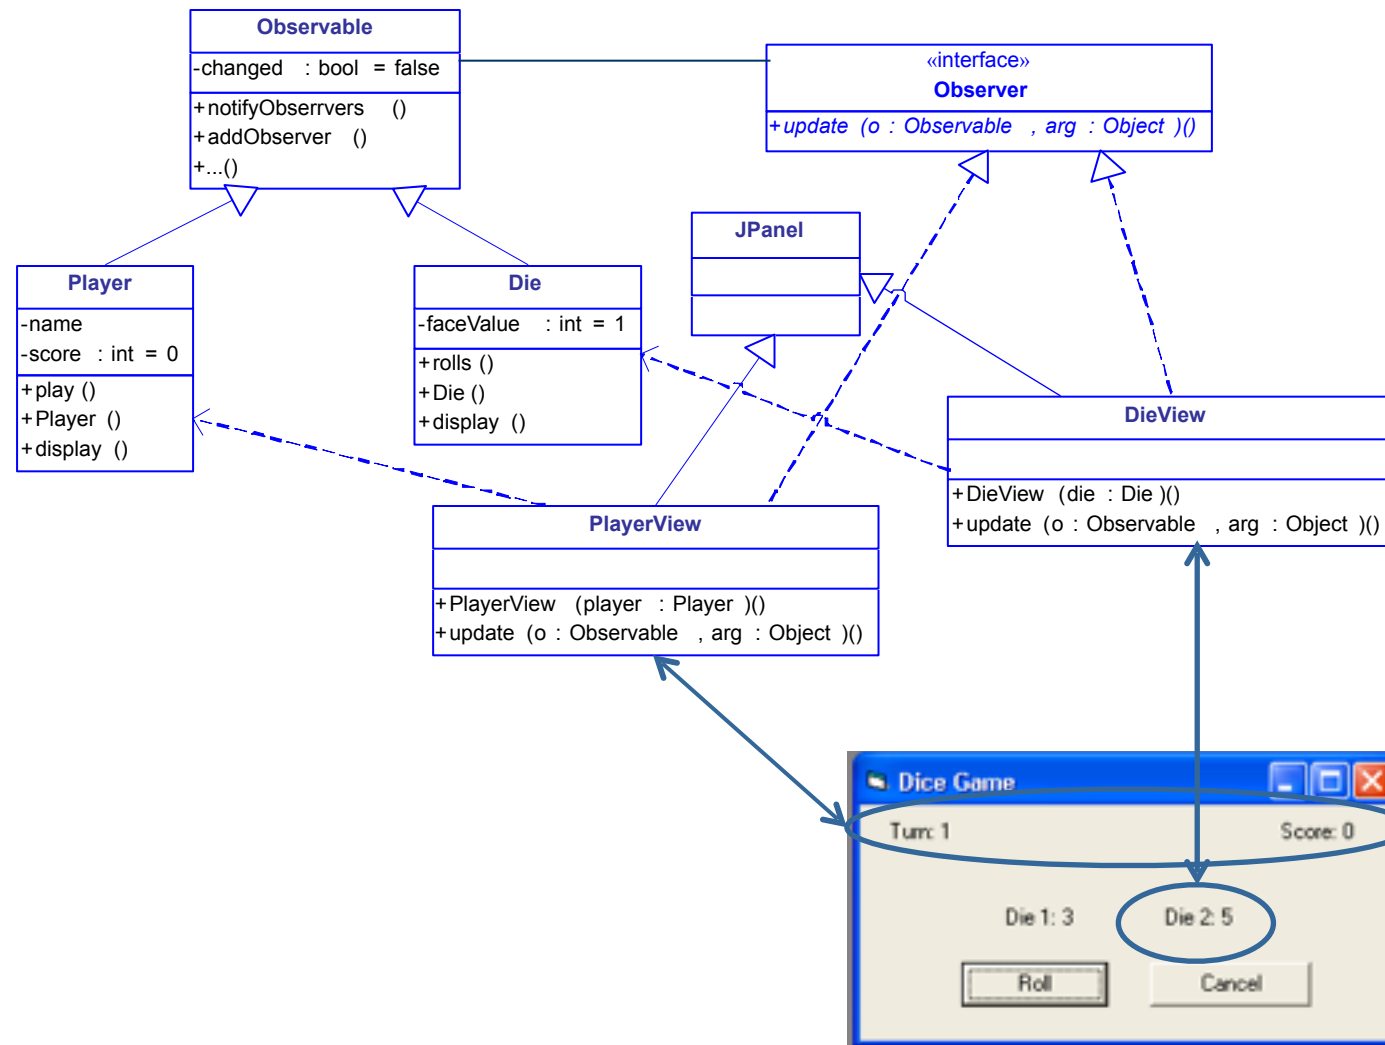 Observable
-changed : bool = false
+notifyObserrvers ()
+addObserver ()
+...()
«interface»
Observer
+update (o : Observable , arg : Object )()
JPanel
Player
-name
-score : int = 0
+play ()
+Player ()
+display ()
Die
-faceValue : int = 1
+rolls ()
+Die ()
+display ()
DieView
+DieView (die : Die )()
+update (o : Observable , arg : Object )()
PlayerView
+PlayerView (player : Player )()
+update (o : Observable , arg : Object )()
Dice Game
Turn: 1 Score: 0
Die 1: 3 Die 2: 5
Roll Cancel